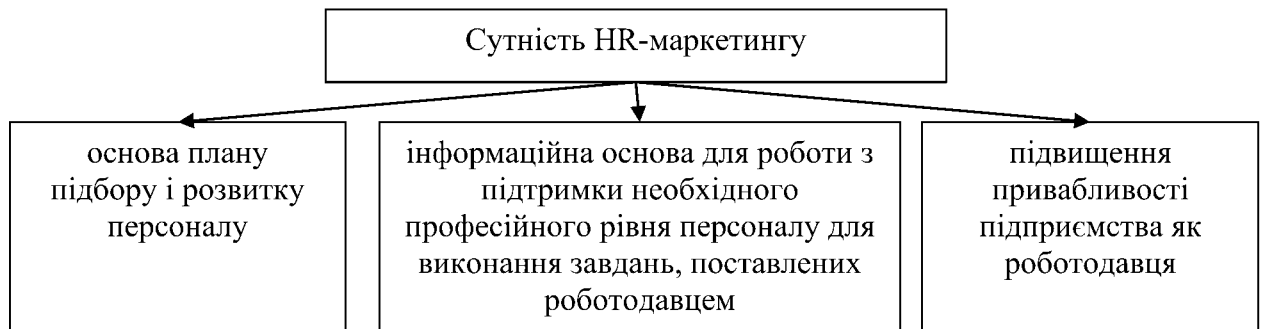 Сутність HR-маркетингу
основа плану
підбору і розвитку
персоналу
інформаційна основа для роботи з
підтримки необхідного
професійного рівня персоналу для
виконання завдань, поставлених
роботодавцем
підвищення
привабливості
підприємства як
роботодавця